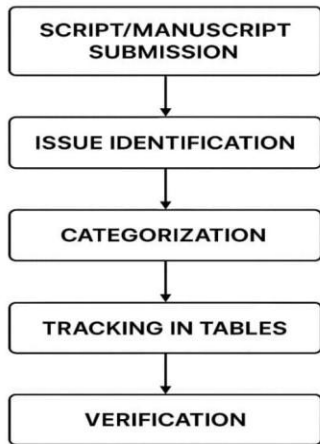 SCRIPT/MANUSCRIPT
SUBMISSION
ISSUE IDENTIFICATION
CATEGORIZATION
TRACKING IN TABLES
VERIFICATION